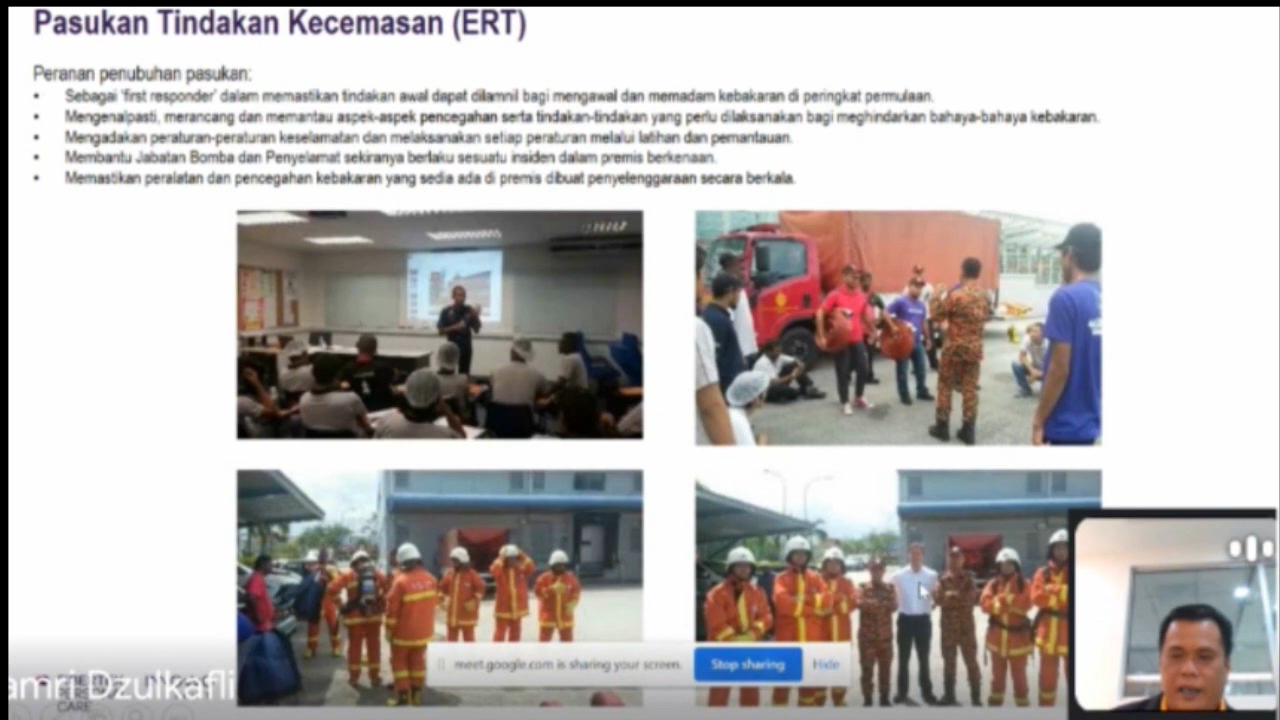 Pasukan Tindakan Kecemasan (ERT)
Peranan penubuhan pasukan:
• Sebagai 'first responder' dalam memastikan tindakan awal dapat dilamnil bagi mengawal dan memadam kebakaran di peringkat permulaan.
• Mengenalpasti, merancang dan memantau aspek-aspek pencegahan serta tindakan-tindakan yang perlu dilaksanakan bagi meghindarkan bahaya-bahaya kebakaran.
• Mengadakan peraturan-peraturan keselamatan dan melaksanakan setiap peraturan melalui latihan dan pemantauan.
• Membantu Jabatan Bomba dan Penyelamat sekiranya berlaku sesuatu insiden dalam premis berkenaan.
• Memastikan peralatan dan pencegahan kebakaran yang sedia ada di premis dibuat penyelenggaraan secara berkala.
meet.google.com is sharing your screen.
Stop sharing
Hide
amri Dzulkafli
CARE